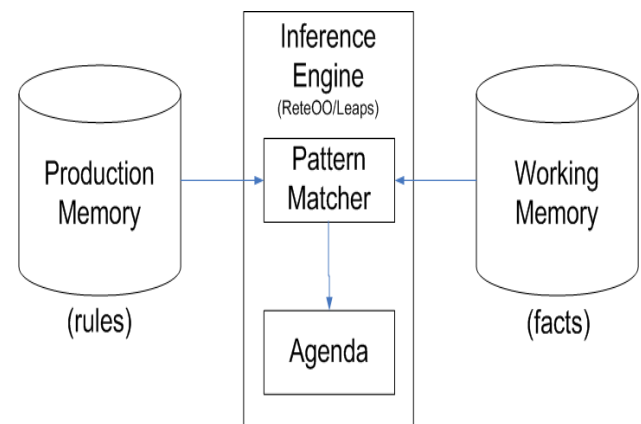 Inference
Engine
(ReteOO/Leaps)
Production
Memory
(rules)
Pattern
Matcher
Agenda
Working
Memory
(facts)